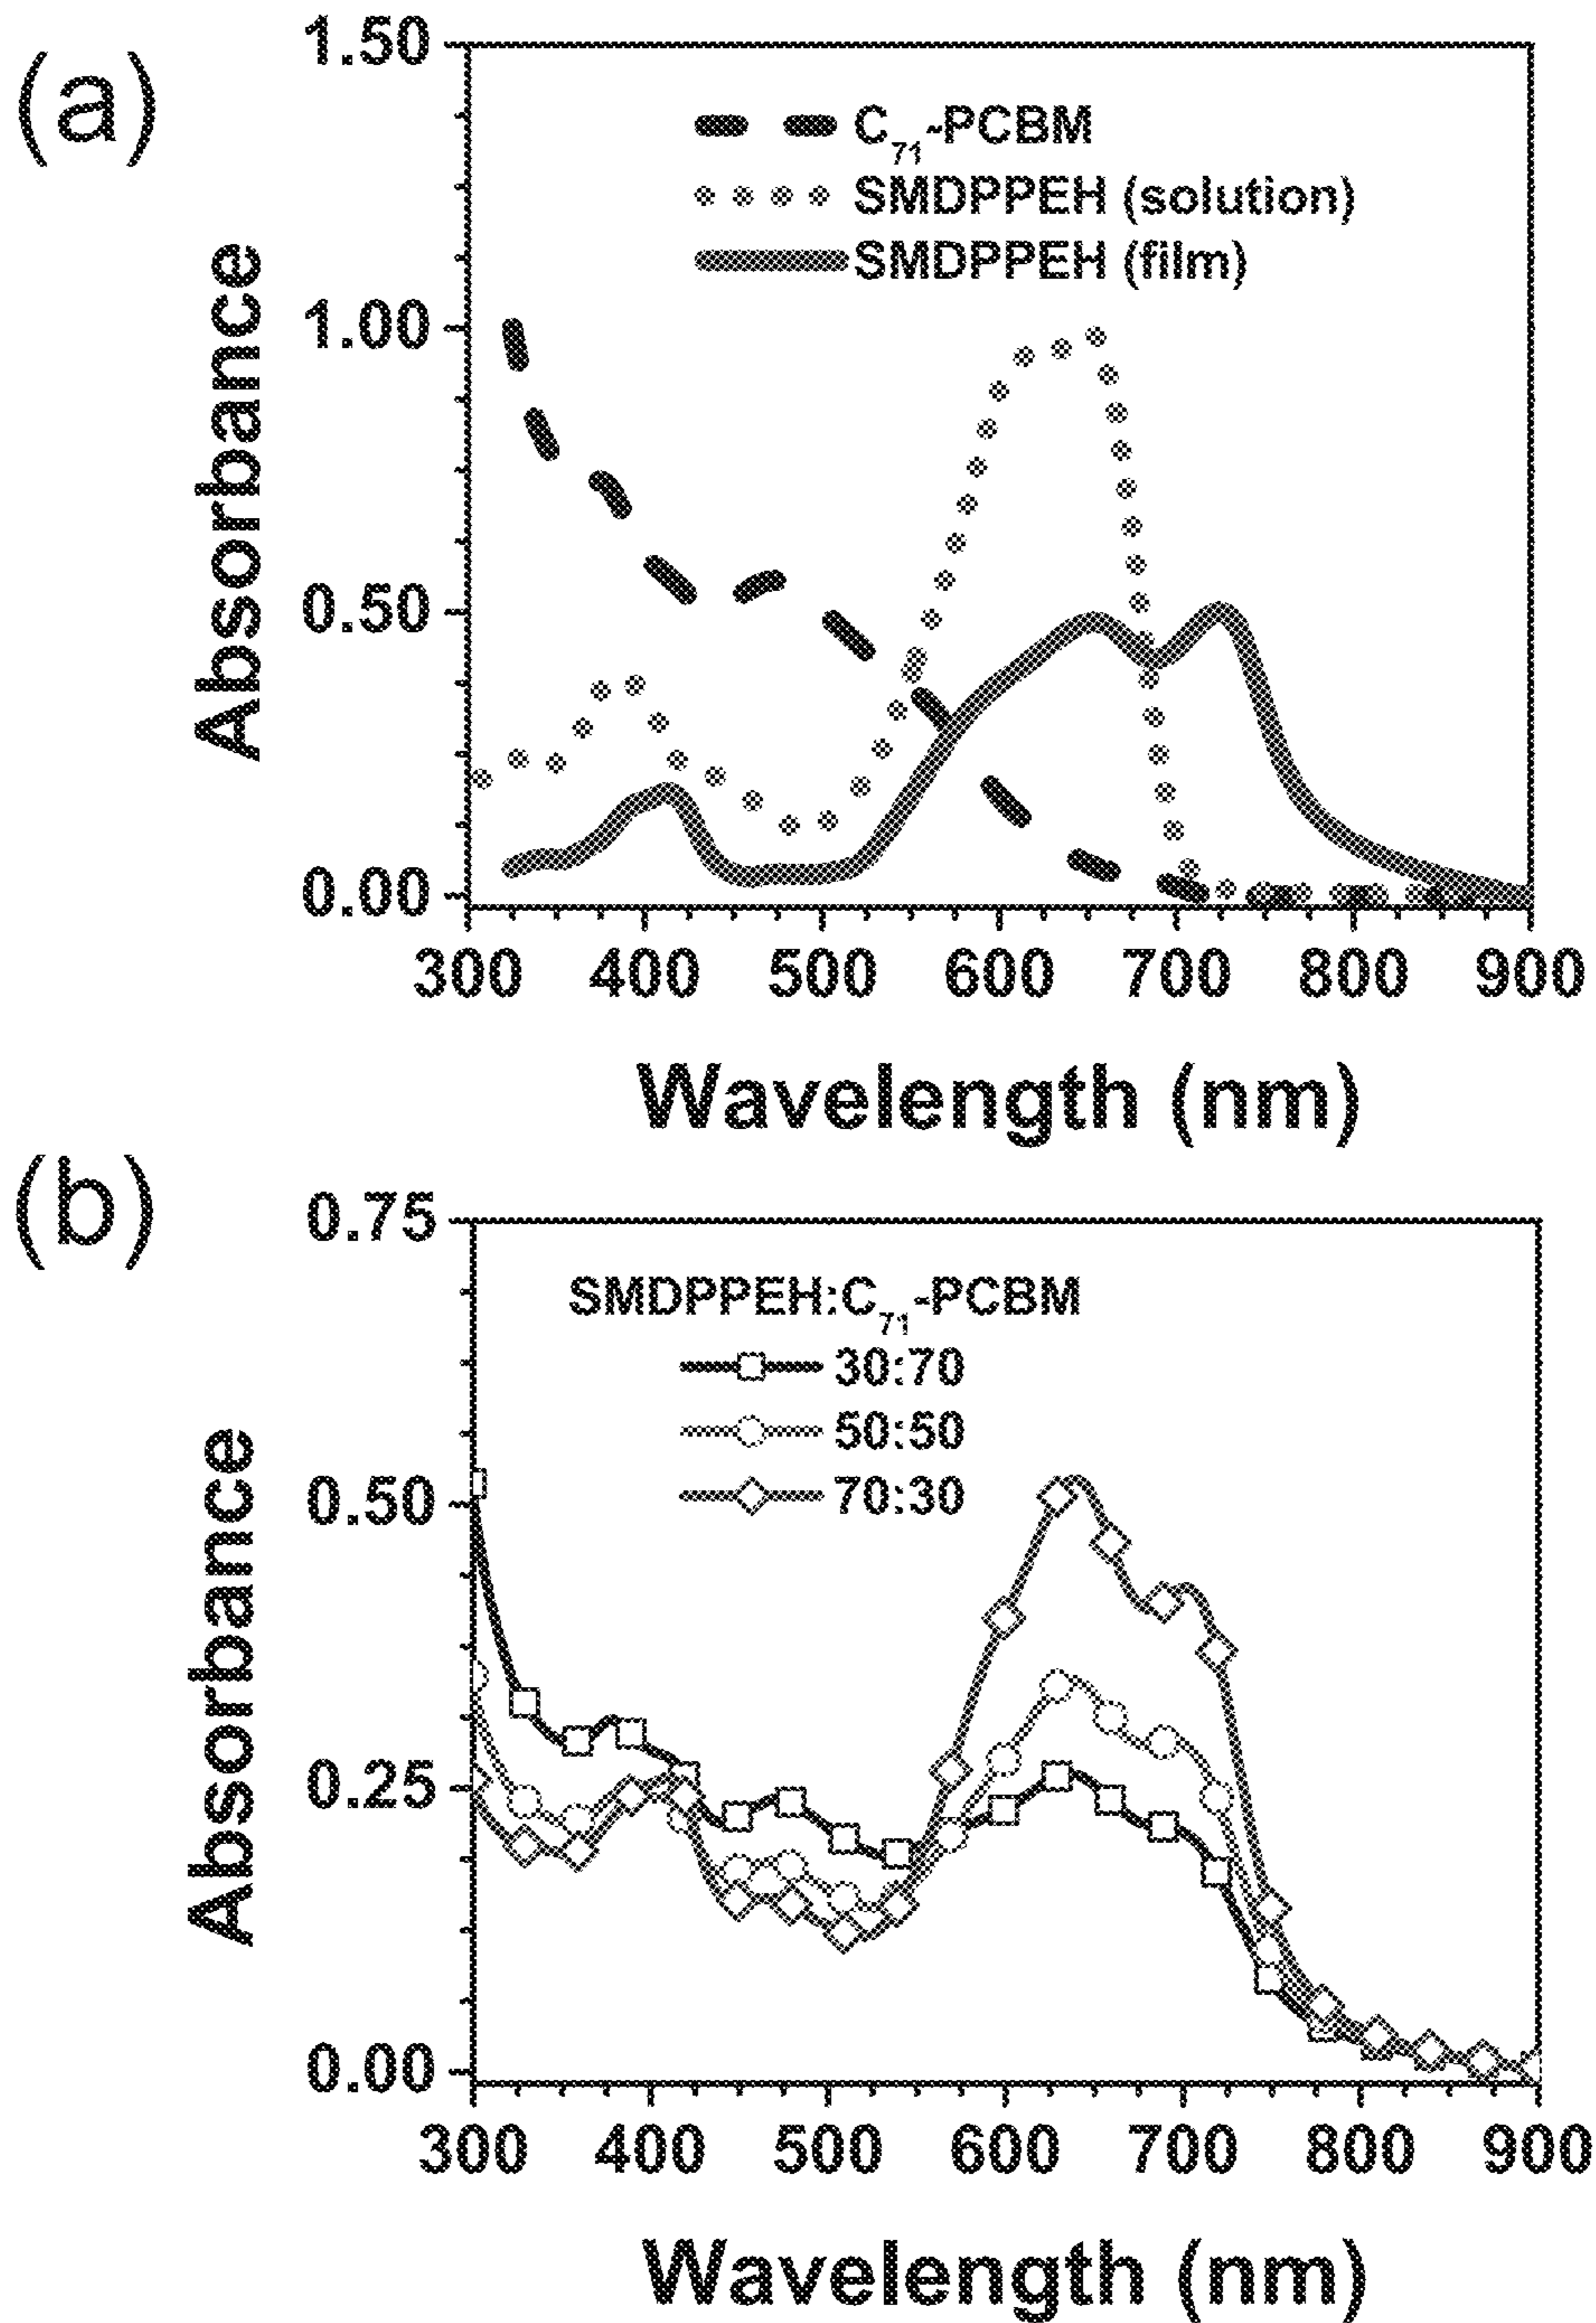 (a)
1.50
C71-PCBM
SMDPPEH (solution)
SMDPPEH (film)
1.00
0.50
0.00
Absorbance
300 400 500 600 700 800 900
Wavelength (nm)
(b)
0.75
SMDPPEH:C71-PCBM
30:70
50:50
70:30
0.50
0.25
0.00
Absorbance
300 400 500 600 700 800 900
Wavelength (nm)